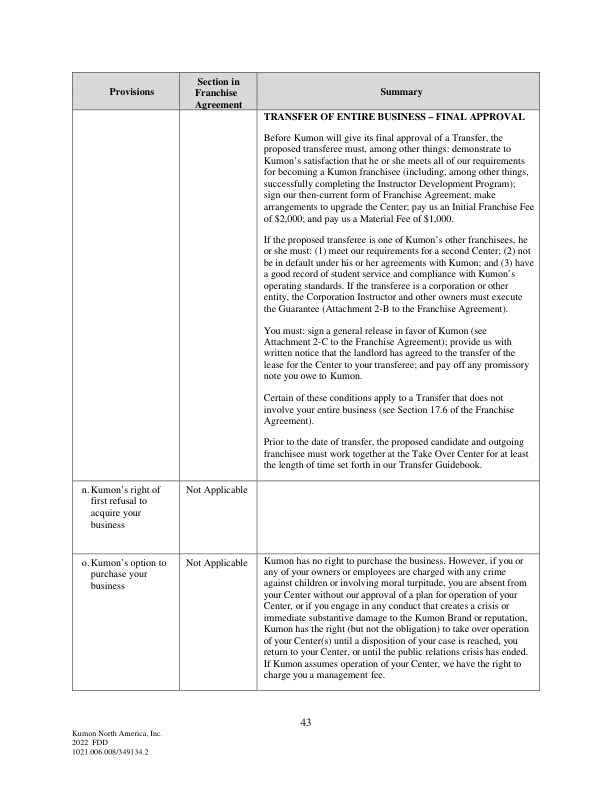 Provisions
Section in
Franchise
Agreement
Summary
TRANSFER OF ENTIRE BUSINESS – FINAL APPROVAL
Before Kumon will give its final approval of a Transfer, the
proposed transferee must, among other things: demonstrate to
Kumon’s satisfaction that he or she meets all of our requirements
for becoming a Kumon franchisee (including, among other things,
successfully completing the Instructor Development Program);
sign our then-current form of Franchise Agreement; make
arrangements to upgrade the Center; pay us an Initial Franchise Fee
of $2,000; and pay us a Material Fee of $1,000.
If the proposed transferee is one of Kumon’s other franchisees, he
or she must: (1) meet our requirements for a second Center; (2) not
be in default under his or her agreements with Kumon; and (3) have
a good record of student service and compliance with Kumon’s
operating standards. If the transferee is a corporation or other
entity, the Corporation Instructor and other owners must execute
the Guarantee (Attachment 2-B to the Franchise Agreement).
You must: sign a general release in favor of Kumon (see
Attachment 2-C to the Franchise Agreement); provide us with
written notice that the landlord has agreed to the transfer of the
lease for the Center to your transferee; and pay off any promissory
note you owe to Kumon.
Certain of these conditions apply to a Transfer that does not
involve your entire business (see Section 17.6 of the Franchise
Agreement).
Prior to the date of transfer, the proposed candidate and outgoing
franchisee must work together at the Take Over Center for at least
the length of time set forth in our Transfer Guidebook.
n. Kumon’s right of
first refusal to
acquire your
business
Not Applicable
o. Kumon’s option to
purchase your
business
Not Applicable
Kumon has no right to purchase the business. However, if you or
any of your owners or employees are charged with any crime
against children or involving moral turpitude, you are absent from
your Center without our approval of a plan for operation of your
Center, or if you engage in any conduct that creates a crisis or
immediate substantive damage to the Kumon Brand or reputation,
Kumon has the right (but not the obligation) to take over operation
of your Center(s) until a disposition of your case is reached, you
return to your Center, or until the public relations crisis has ended.
If Kumon assumes operation of your Center, we have the right to
charge you a management fee.
43
Kumon North America, Inc.
2022 FDD
1021.006.008/349134.2